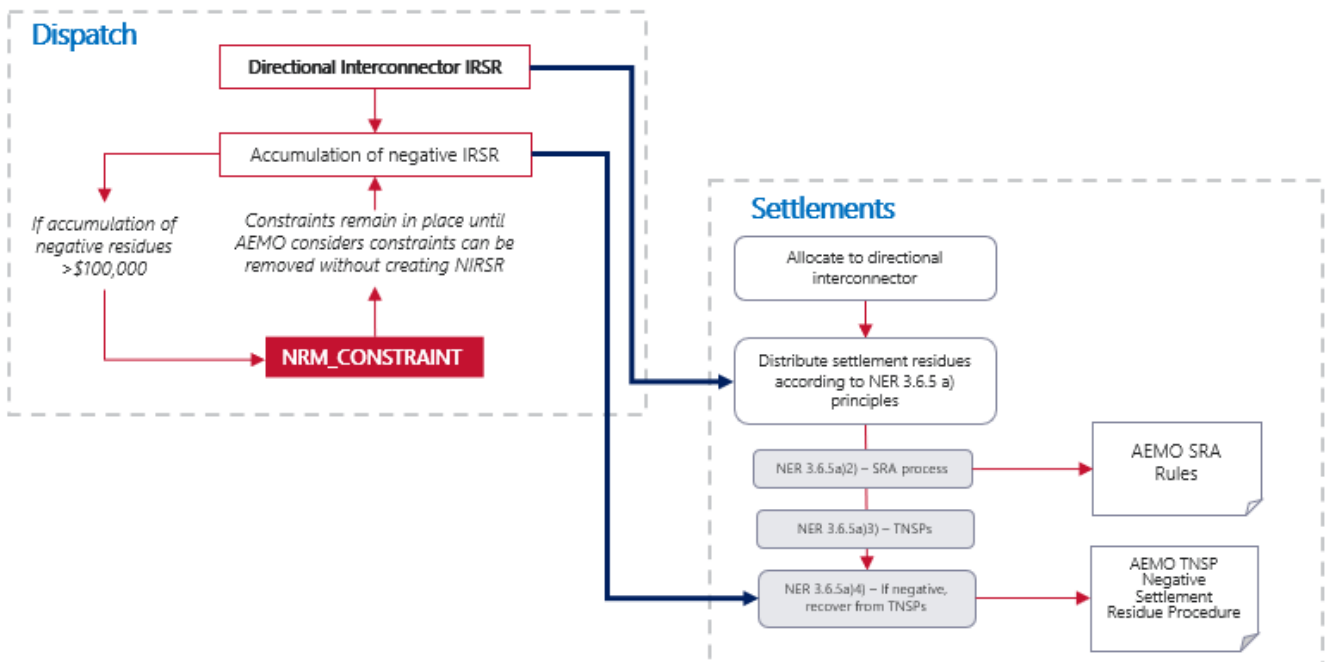 Dispatch
Directional Interconnector IRSR
Accumulation of negative IRSR
If accumulation of
negative residues
>$100,000
Constraints remain in place until
AEMO considers constraints can be
removed without creating NIRSR
NRM_CONSTRAINT
Settlements
Allocate to directional
interconnector
Distribute settlement residues
according to NER 3.6.5 a)
principles
NER 3.6.5a)2) – SRA process
AEMO SRA
Rules
NER 3.6.5a)3) – TNSPs
NER 3.6.5a)4) – If negative,
recover from TNSPs
AEMO TNSP
Negative
Settlement
Residue Procedure